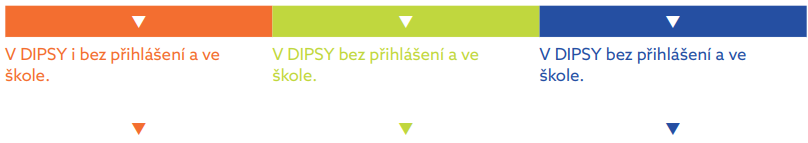 V DIPSY i bez přihlášení a ve
škole.
V DIPSY bez přihlášení a ve
škole.
V DIPSY bez přihlášení a ve
škole.